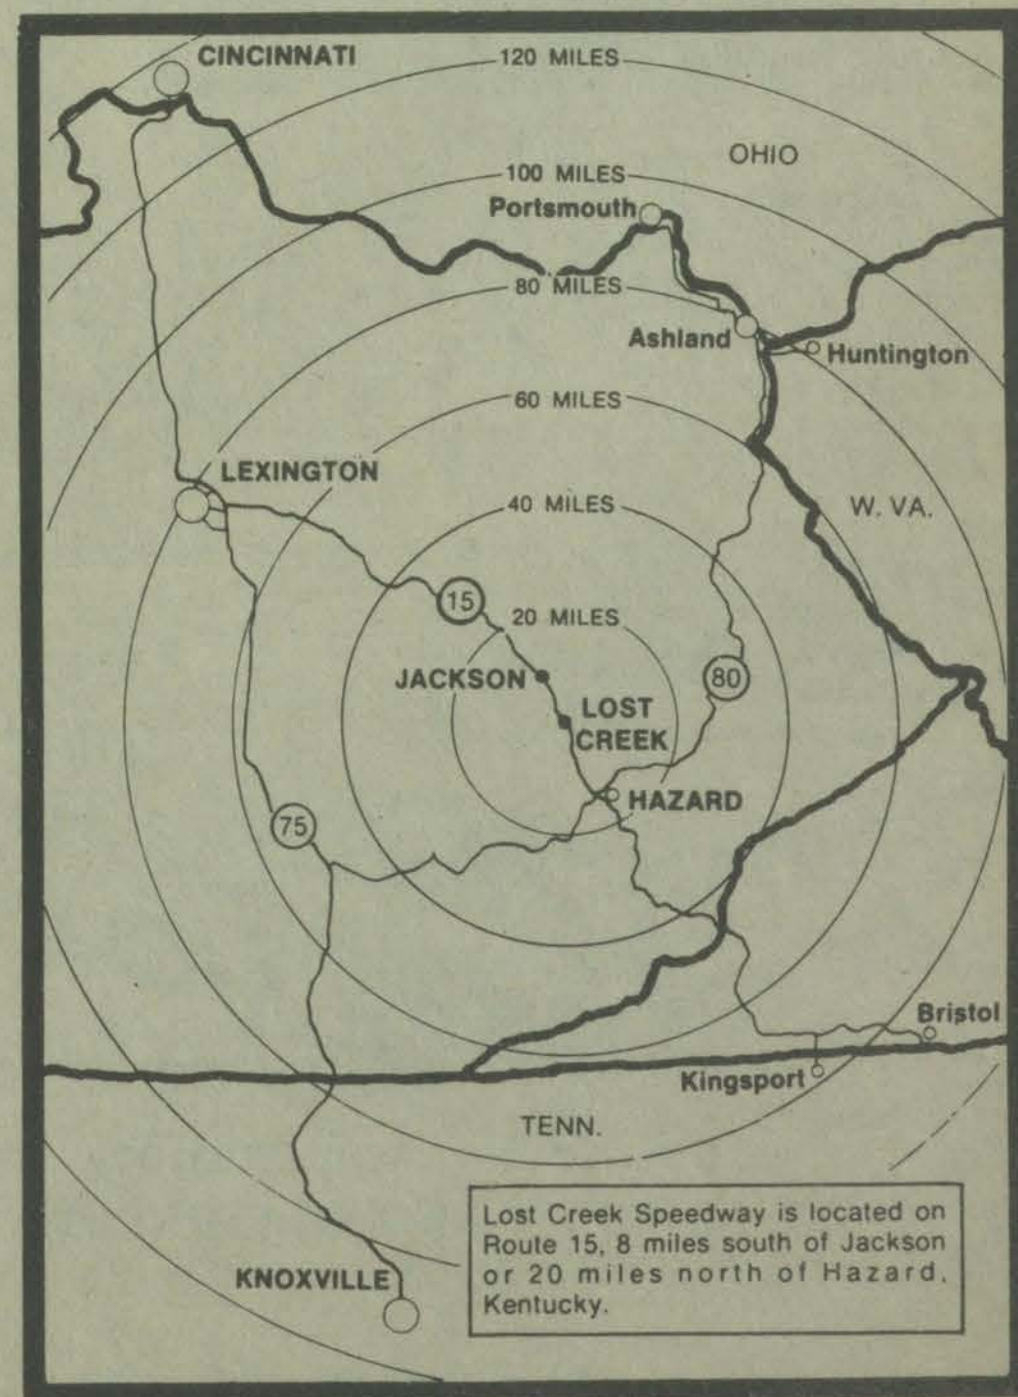 CINCINNATI
120 MILES
OHIO
100 MILES
Portsmouth
80 MILES
Ashland
Huntington
60 MILES
LEXINGTON
40 MILES
W. VA.
15
20 MILES
JACKSON
80
LOST
CREEK
HAZARD
75
Bristol
Kingsport
TENN.
Lost Creek Speedway is located on
Route 15, 8 miles south of Jackson
or 20 miles north of Hazard,
Kentucky.
KNOXVILLE